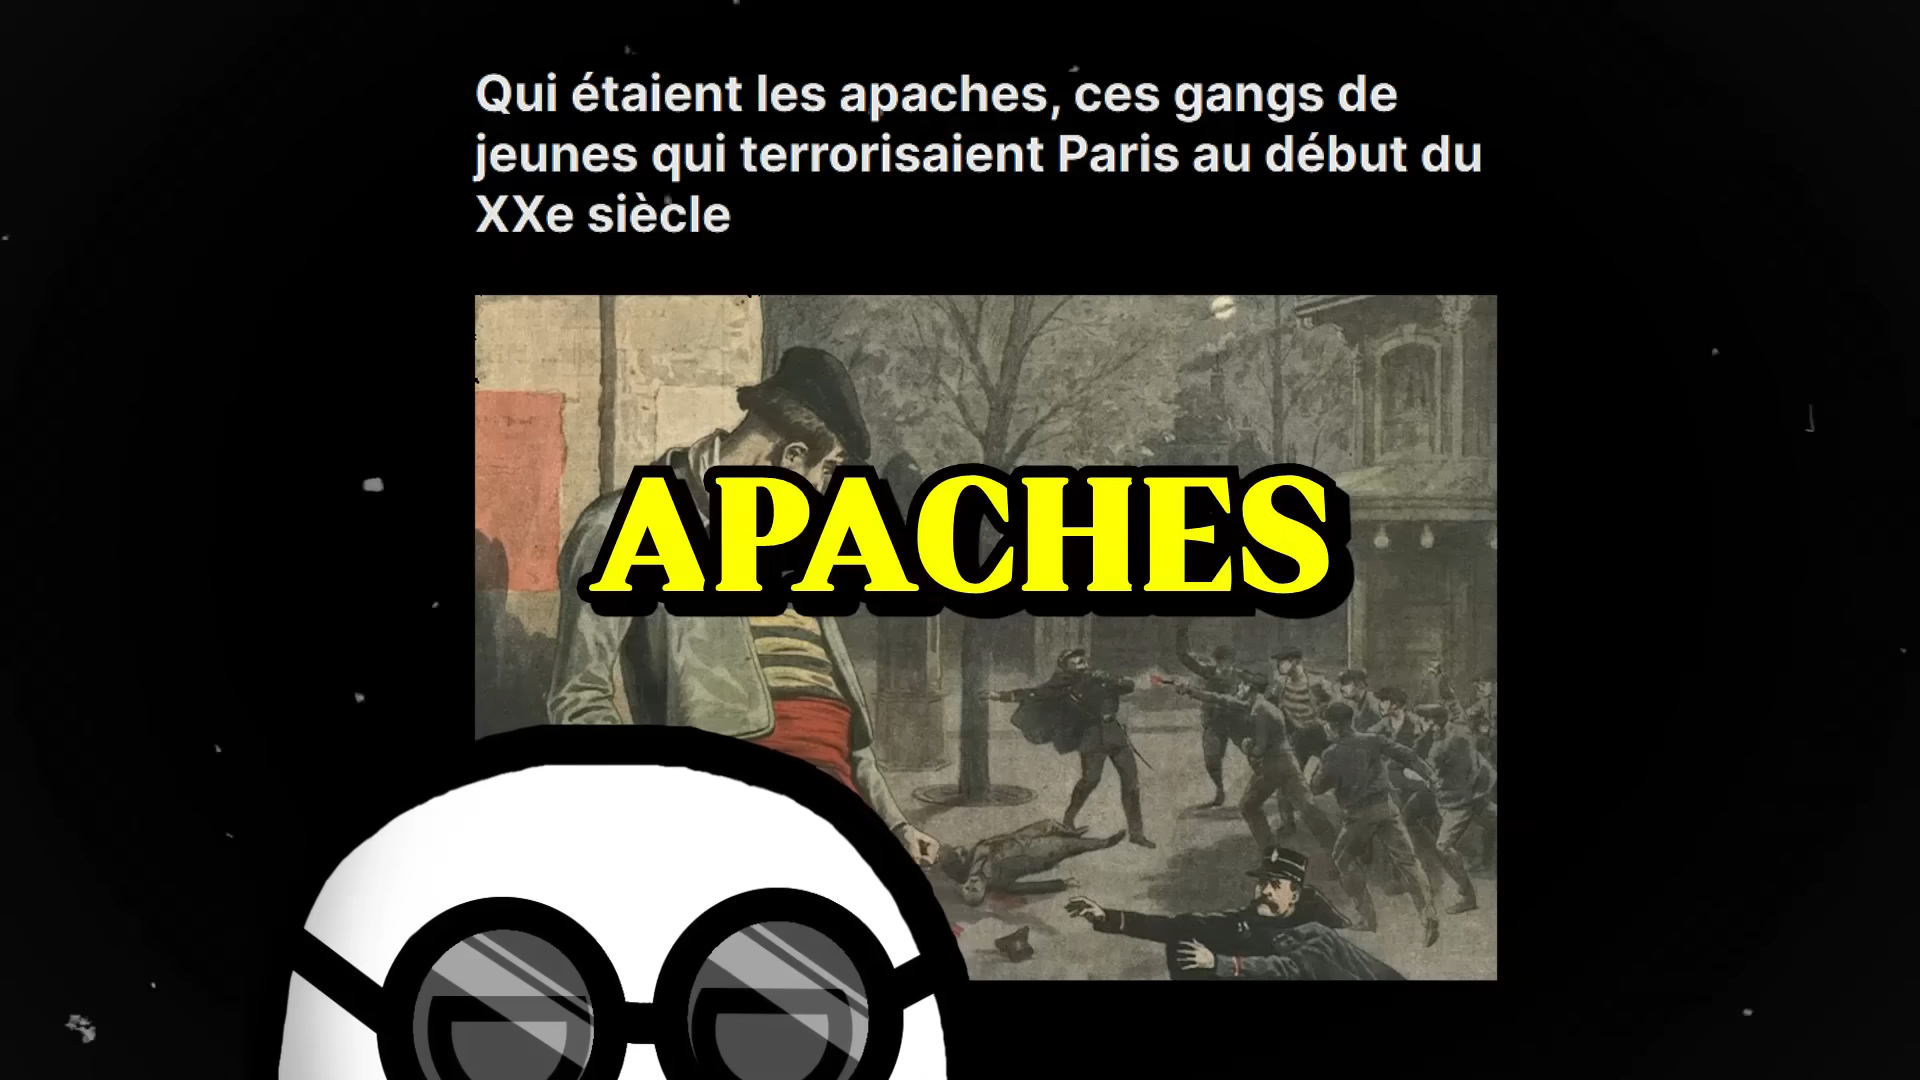 Qui étaient les apaches, ces gangs de
jeunes qui terrorisaient Paris au début du
XXe siècle
APACHES